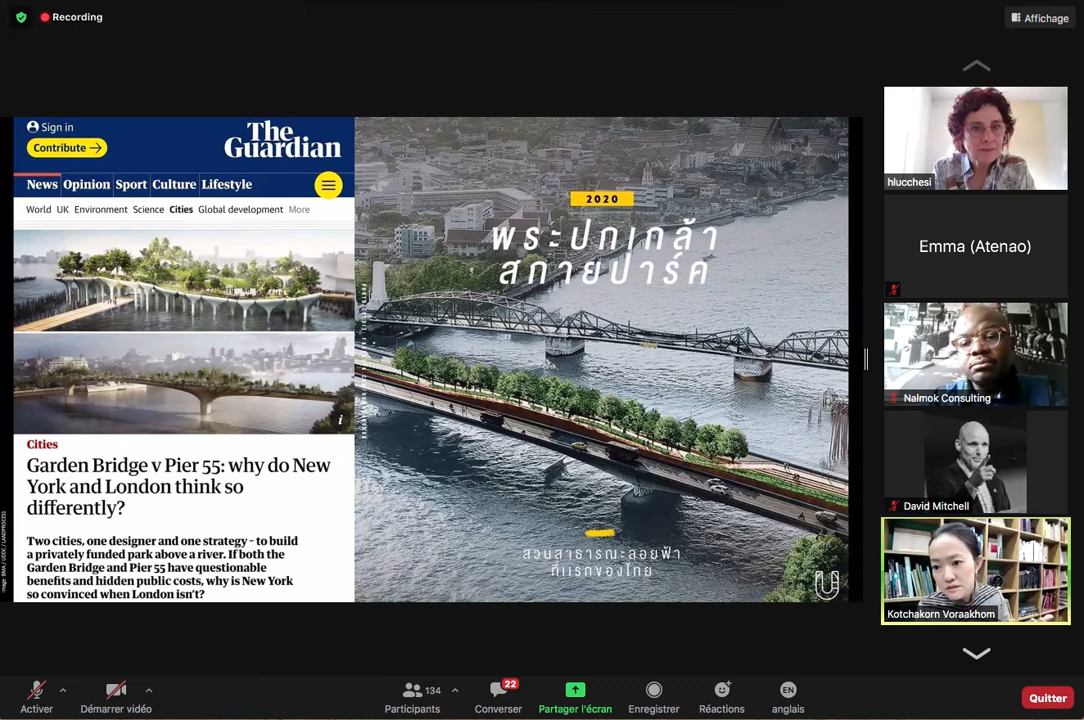 Recording
Affichage
Sign in
Contribute →
The
Guardian
News Opinion Sport Culture Lifestyle
World UK Environment Science Cities Global development More
i
Cities
Garden Bridge v Pier 55: why do New
York and London think so
differently?
Two cities, one designer and one strategy – to build
a privately funded park above a river. If both the
Garden Bridge and Pier 55 have questionable
benefits and hidden public costs, why is New York
so convinced when London isn't?
Image: BMA / UDDC / LANDPROCESS
2020
พระปกเกล้า
สกายปาร์ค
สวนสาธารณะลอยฟ้า
ที่แรกของไทย
hlucchesi
Emma (Atenao)
Nalmok Consulting
David Mitchell
Kotchakorn Voraakhom
Activer
Démarrer vidéo
134
Participants
22
Converser
Partager l'écran
Enregistrer
Réactions
EN
anglais
Quitter